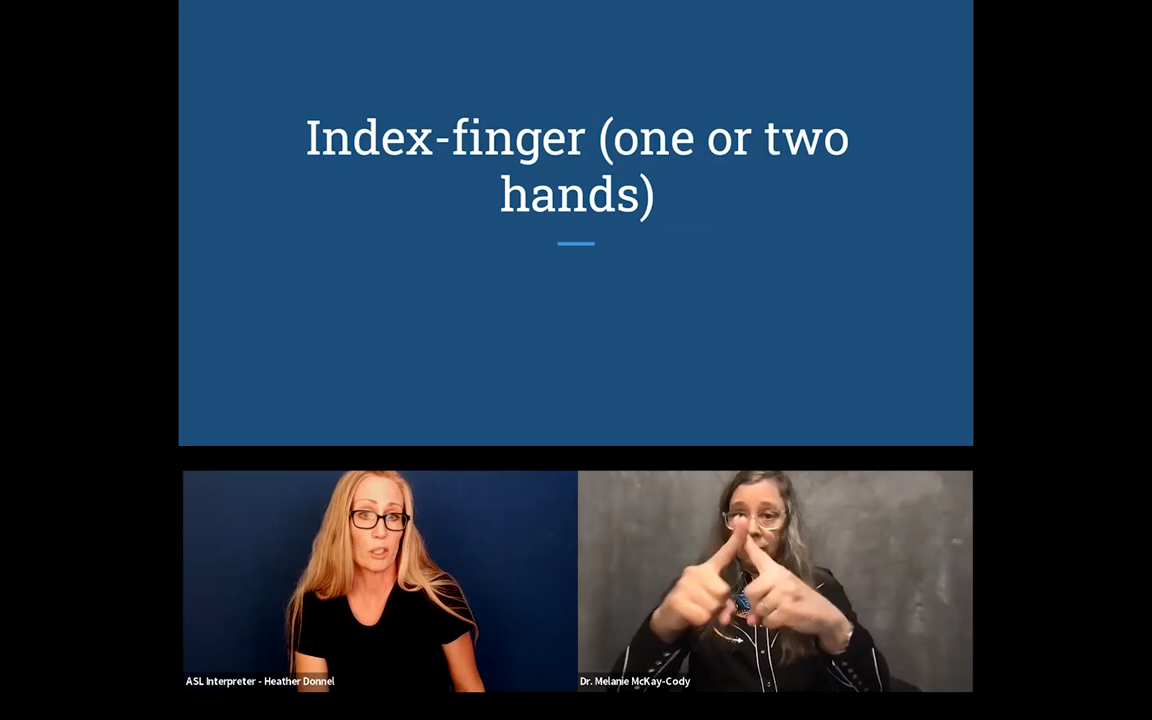 Index-finger (one or two
hands)
ASL Interpreter - Heather Donnel
Dr. Melanie McKay-Cody